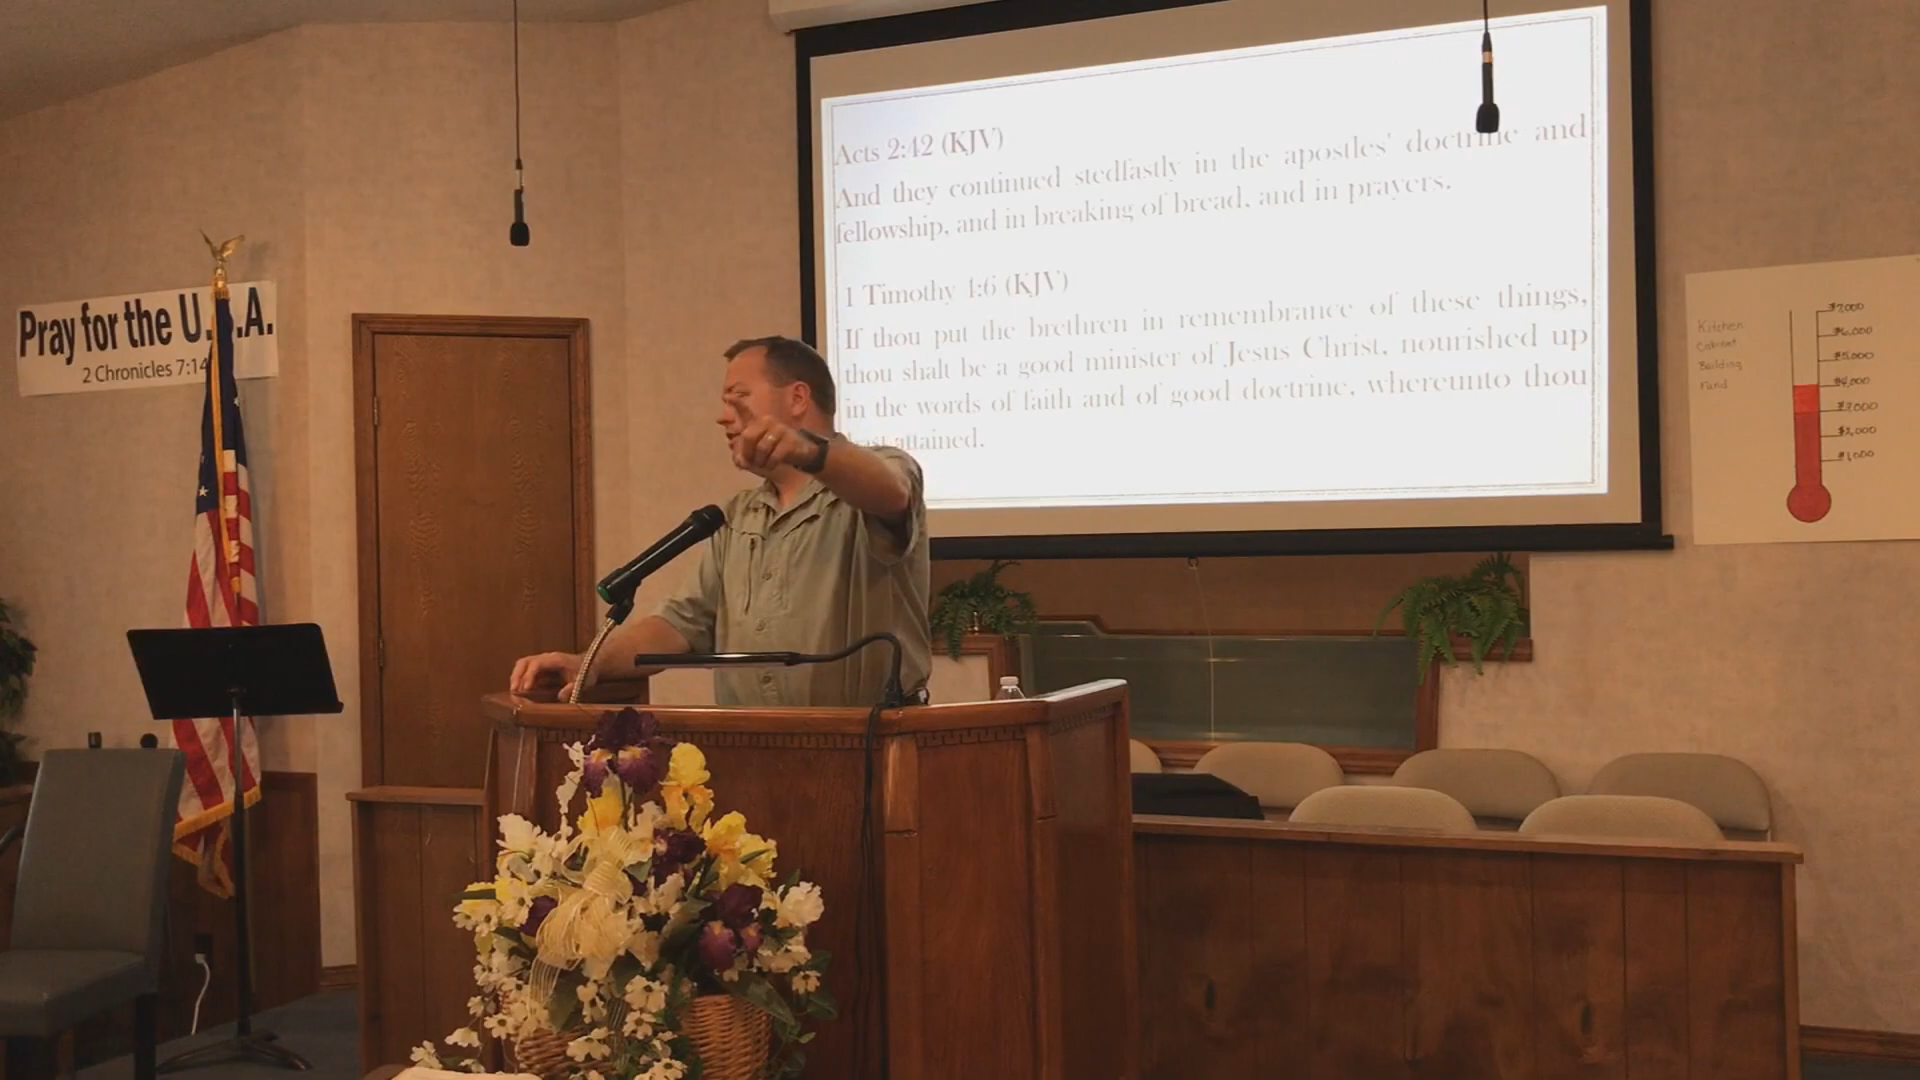 Pray for the U.S.A.
2 Chronicles 7:14
Acts 2:42 (KJV)
And they continued stedfastly in the apostles' doctrine and
fellowship, and in breaking of bread, and in prayers.
1 Timothy 4:6 (KJV)
If thou put the brethren in remembrance of these things,
thou shalt be a good minister of Jesus Christ, nourished up
in the words of faith and of good doctrine, whereunto thou
hast attained.
Kitchen
Cabinet
Building
Fund
$7,000
$6,000
$5,000
$4,000
$3,000
$2,000
$1,000